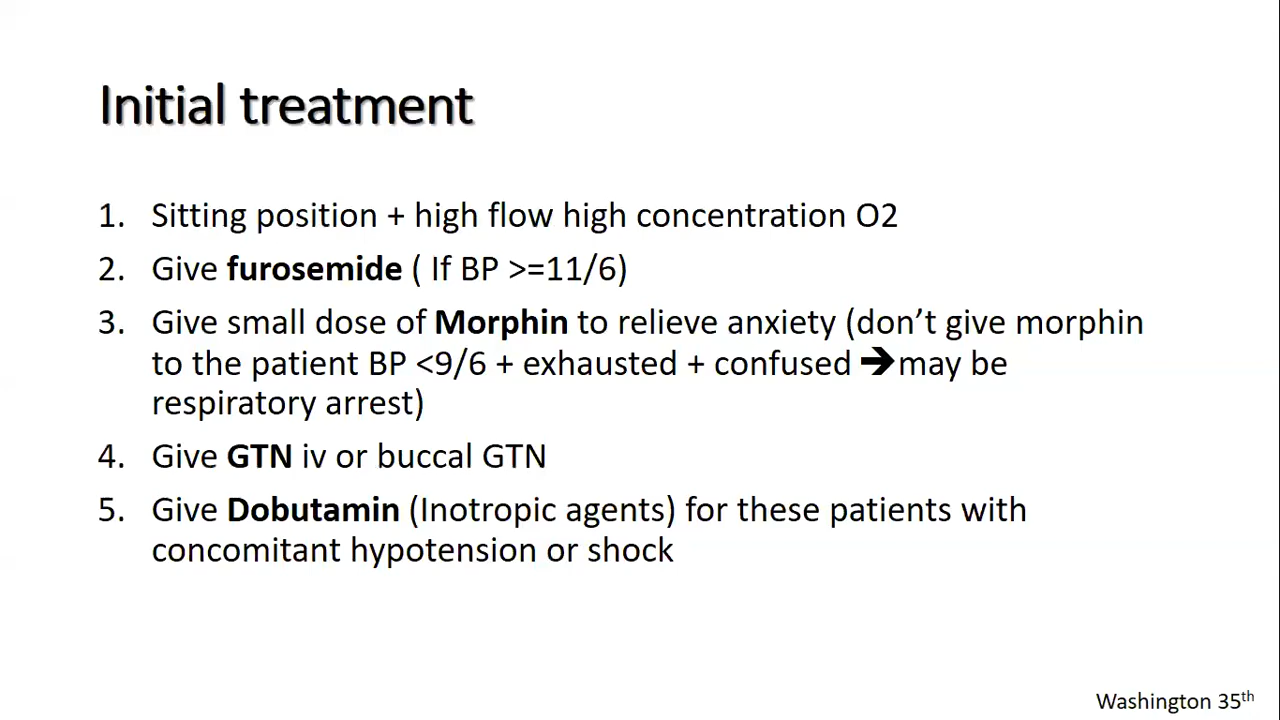 Initial treatment
1. Sitting position + high flow high concentration O2
2. Give furosemide ( If BP >=11/6)
3. Give small dose of Morphin to relieve anxiety (don’t give morphin
to the patient BP <9/6 + exhausted + confused ➔may be
respiratory arrest)
4. Give GTN iv or buccal GTN
5. Give Dobutamin (Inotropic agents) for these patients with
concomitant hypotension or shock
Washington 35th